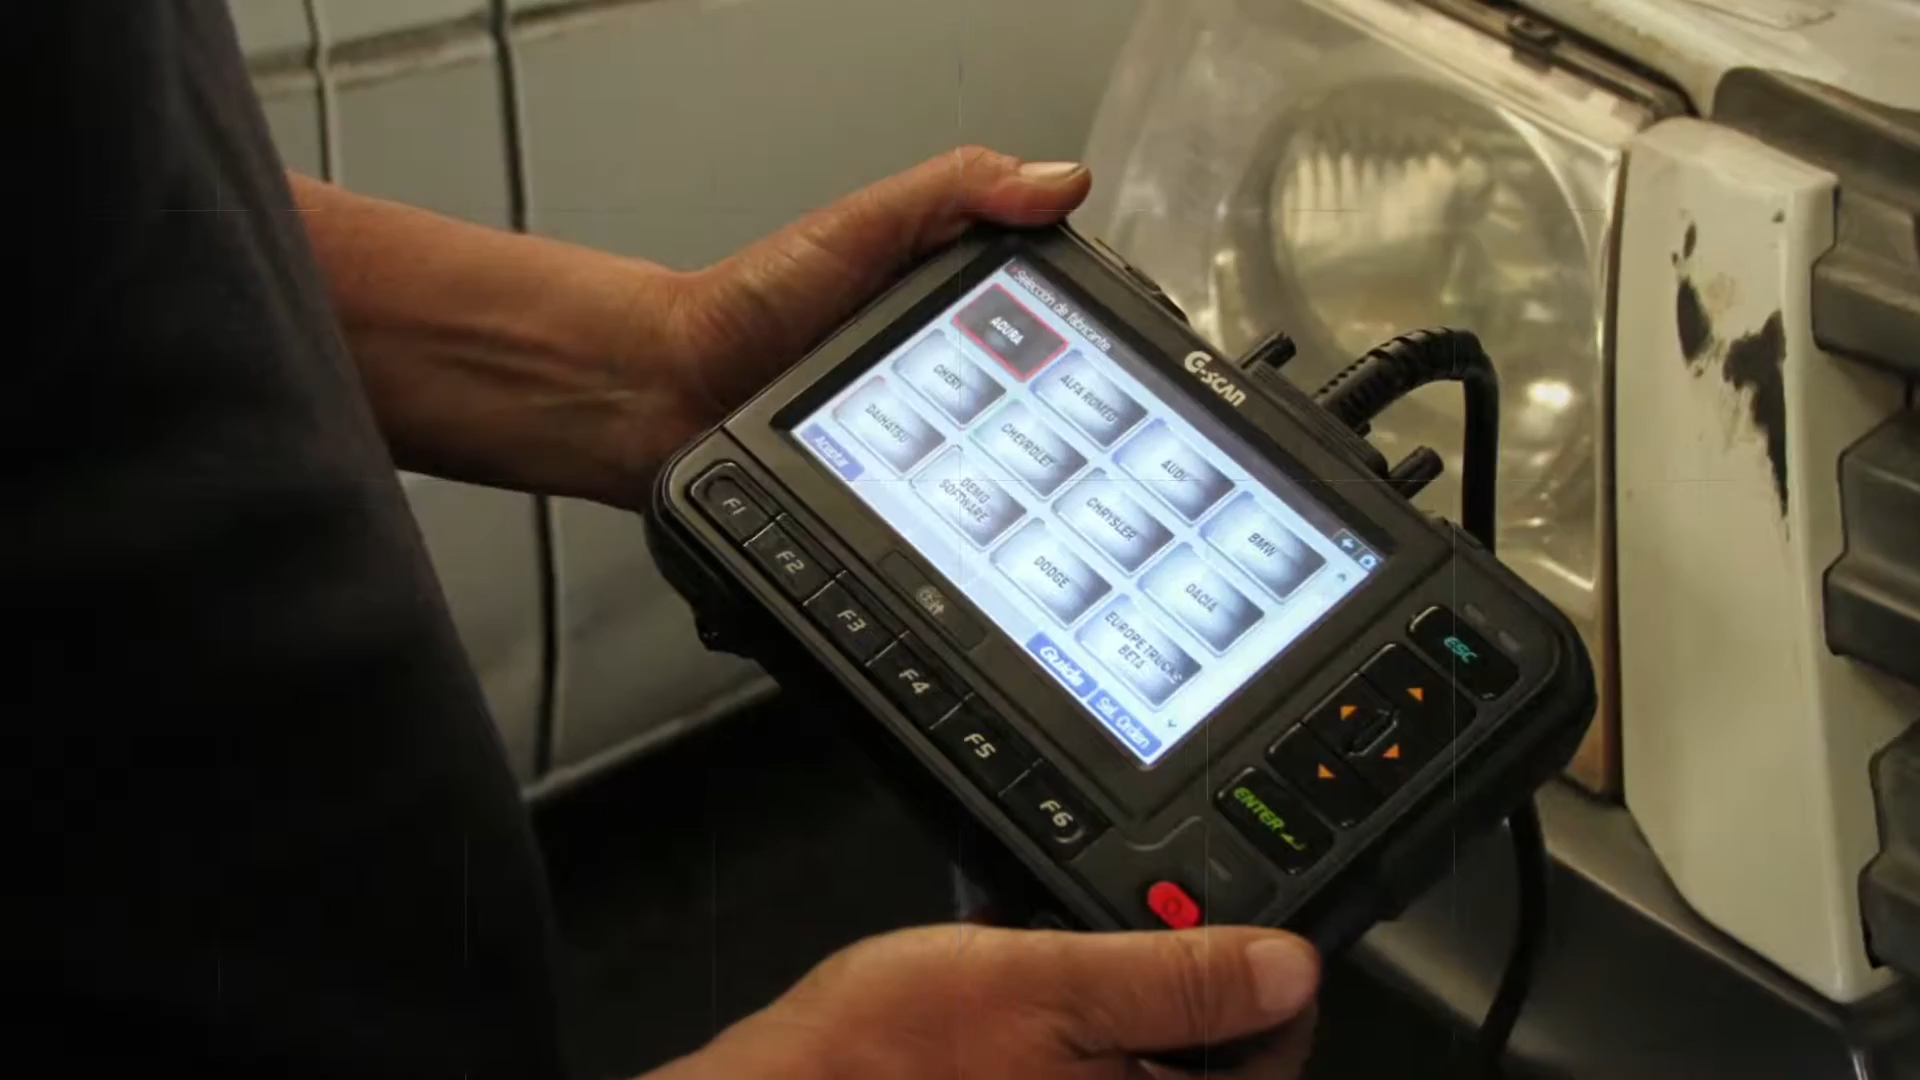 G-SCAN
Selección de fabricante
ACURA
ALFA ROMEO
AUDI
BMW
CHERY
CHEVROLET
CHRYSLER
DACIA
DAIHATSU
DEMO
SOFTWARE
DODGE
EUROPE TRUCKS
BETA
Aceptar
Guide
Sel. Orden
F1
F2
F3
F4
F5
F6
ESC
ENTER